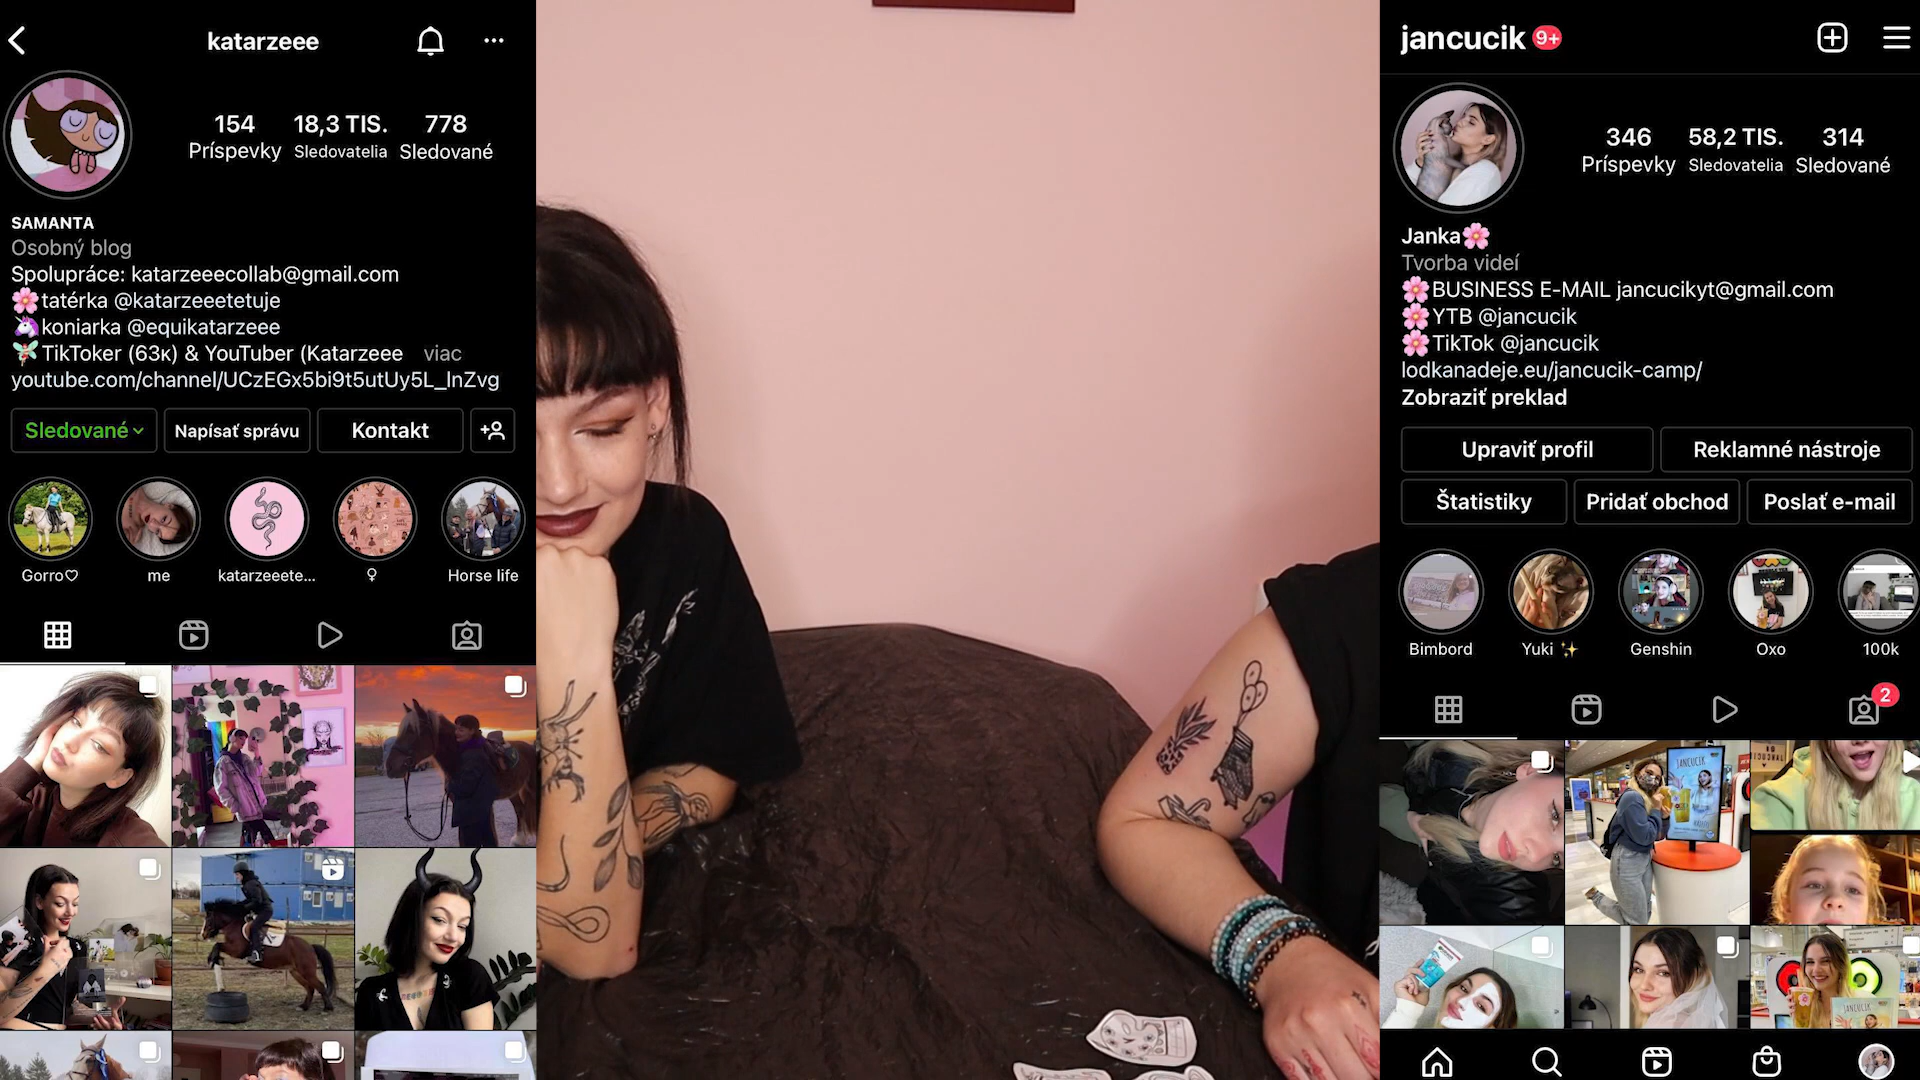 katarzeee
154 18,3 TIS. 778
Príspevky Sledovatelia Sledované
SAMANTA
Osobný blog
Spolupráce: katarzeeecollab@gmail.com
🌸tatérka @katarzeeetetuje
🦄koniarka @equikatarzeee
🧚TikToker (63ĸ) & YouTuber (Katarzeee viac
youtube.com/channel/UCzEGx5bi9t5utUy5L_InZvg
Sledované Napísať správu Kontakt
Gorro♡ me katarzeeete... ♀ Horse life
jancucik 9+
346 58,2 TIS. 314
Príspevky Sledovatelia Sledované
Janka🌸
Tvorba videí
🌸BUSINESS E-MAIL jancucikyt@gmail.com
🌸YTB @jancucik
🌸TikTok @jancucik
lodkanadeje.eu/jancucik-camp/
Zobraziť preklad
Upraviť profil Reklamné nástroje
Štatistiky Pridať obchod Poslať e-mail
Bimbord Yuki ✨ Genshin Oxo 100k
2
JANCUCIK
JANCUCIK